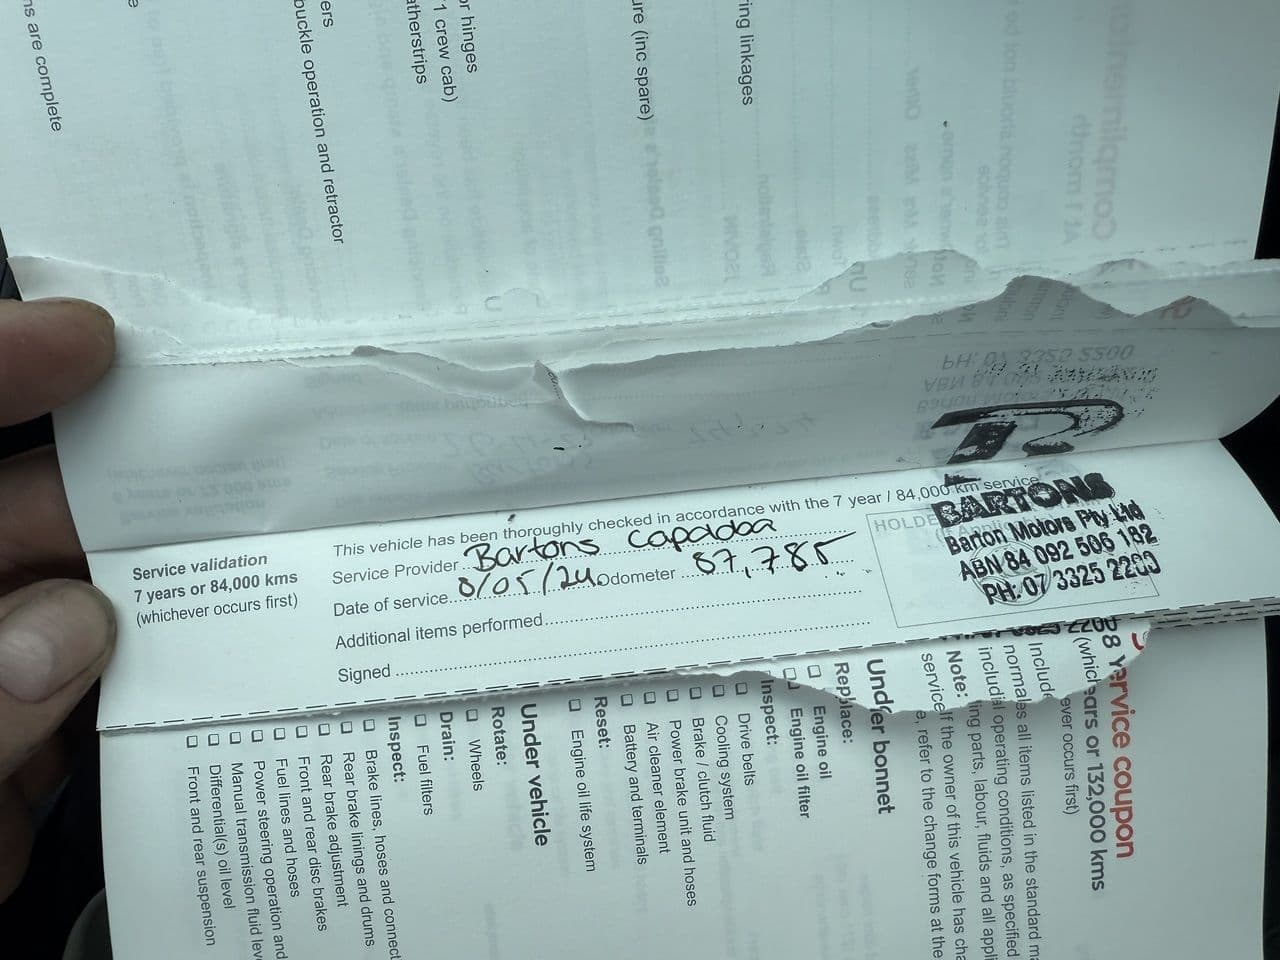 ns are complete
e
ers
buckle operation and retractor
or hinges
1 crew cab)
atherstrips
ure (inc spare)
ring linkages
Service validation
7 years or 84,000 kms
(whichever occurs first)
This vehicle has been thoroughly checked in accordance with the 7 year / 84,000 km service
Service Provider Bartons Capalaba
Date of service 8/05/24 Odometer 87,785
Additional items performed
Signed
HOLDE
BARTONS
Barton Motors Pty Ltd
ABN 84 092 506 182
PH: 07 3325 2200
ervice coupon
8 Y
ears or 132,000 kms
(which
ever occurs first)
Include
s all items listed in the standard ma
normal operating conditions, as specified
includ
ing parts, labour, fluids and all appli
Note: If the owner of this vehicle has cha
service
e, refer to the change forms at the
Under bonnet
Replace:
Engine oil
Engine oil filter
Inspect:
Drive belts
Cooling system
Brake / clutch fluid
Power brake unit and hoses
Air cleaner element
Battery and terminals
Reset:
Engine oil life system
Under vehicle
Rotate:
Wheels
Drain:
Fuel filters
Inspect:
Brake lines, hoses and connect
Rear brake linings and drums
Rear brake adjustment
Front and rear disc brakes
Fuel lines and hoses
Power steering operation and
Manual transmission fluid lev
Differential(s) oil level
Front and rear suspension